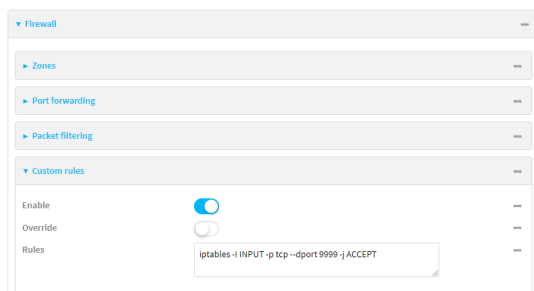 Firewall
Zones
Port forwarding
Packet filtering
Custom rules
Enable
Override
Rules
iptables -I INPUT -p tcp --dport 9999 -j ACCEPT